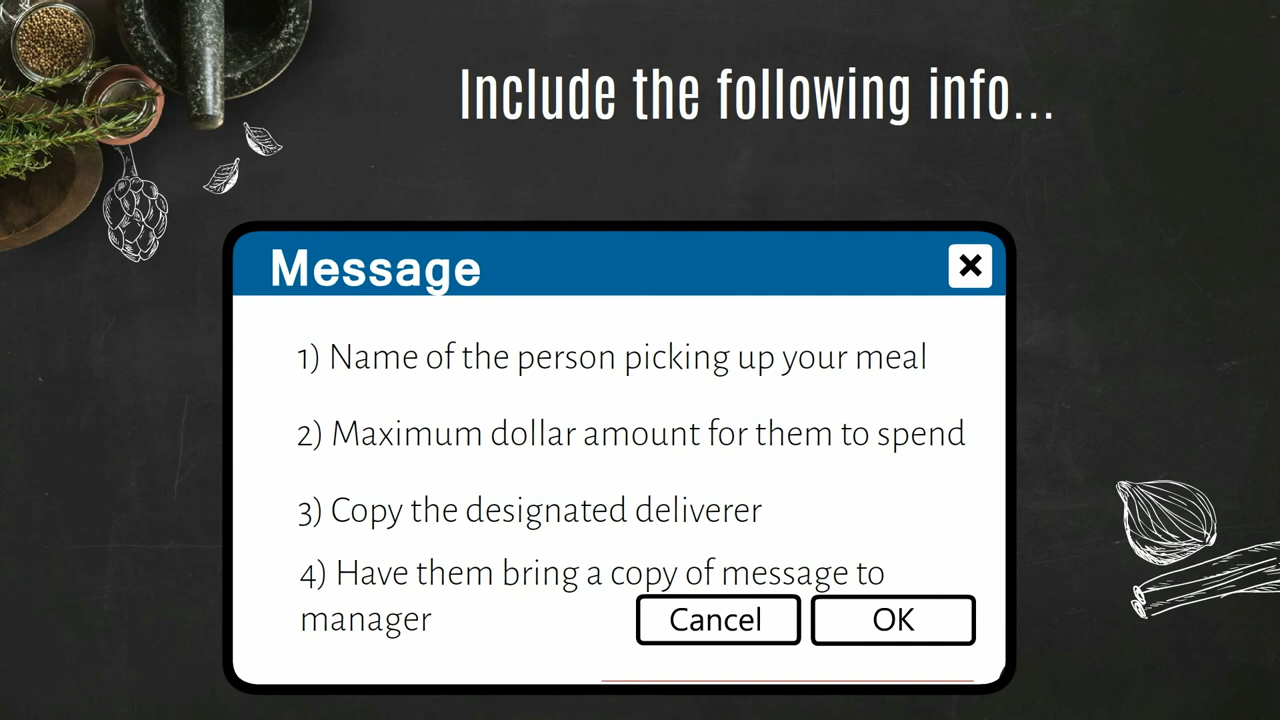 Include the following info...
Message
1) Name of the person picking up your meal
2) Maximum dollar amount for them to spend
3) Copy the designated deliverer
4) Have them bring a copy of message to
manager
Cancel
OK